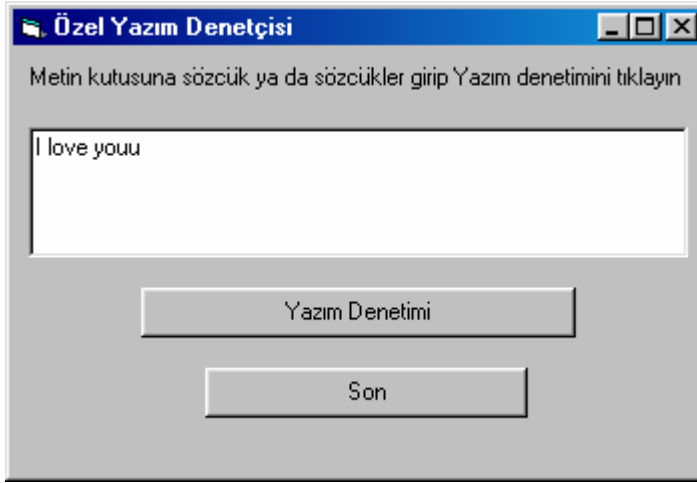 Özel Yazım Denetçisi
Metin kutusuna sözcük ya da sözcükler girip Yazım denetimini tıklayın
I love youu
Yazım Denetimi
Son